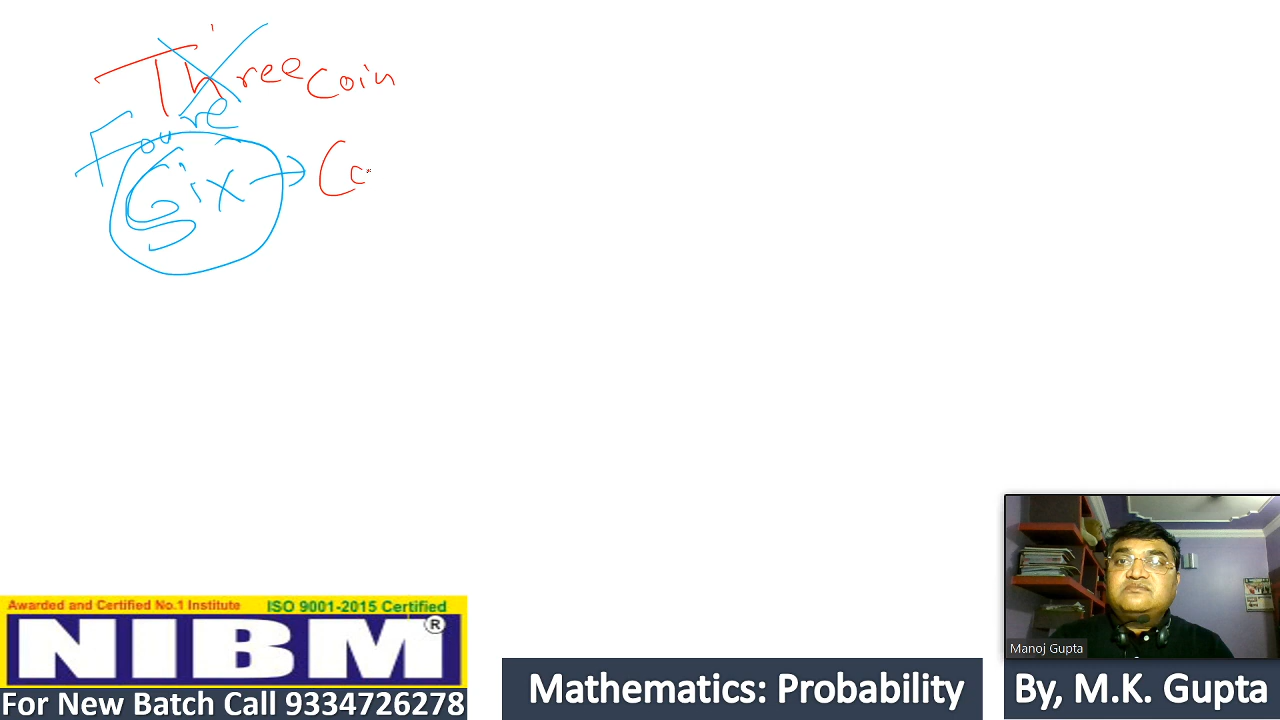 Three Coin
Foure
Six → Co
Awarded and Certified No.1 Institute ISO 9001-2015 Certified
NIBM ®
For New Batch Call 9334726278
Mathematics: Probability
By, M.K. Gupta
Manoj Gupta